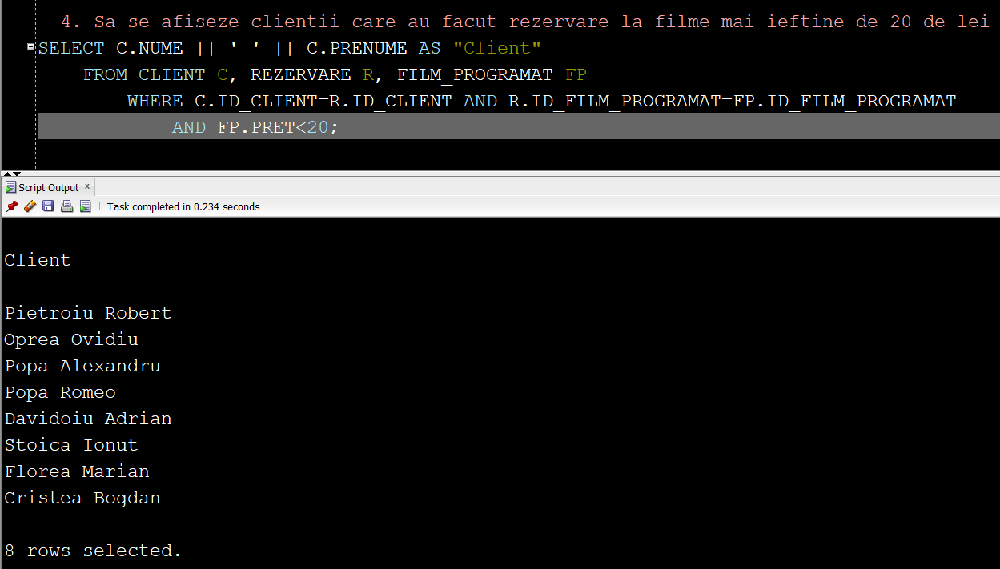 --4. Sa se afiseze clientii care au facut rezervare la filme mai ieftine de 20 de lei
SELECT C.NUME || ' ' || C.PRENUME AS "Client"
FROM CLIENT C, REZERVARE R, FILM_PROGRAMAT FP
WHERE C.ID_CLIENT=R.ID_CLIENT AND R.ID_FILM_PROGRAMAT=FP.ID_FILM_PROGRAMAT
AND FP.PRET<20;
Script Output x
Task completed in 0.234 seconds
Client
---------------------
Pietroiu Robert
Oprea Ovidiu
Popa Alexandru
Popa Romeo
Davidoiu Adrian
Stoica Ionut
Florea Marian
Cristea Bogdan
8 rows selected.